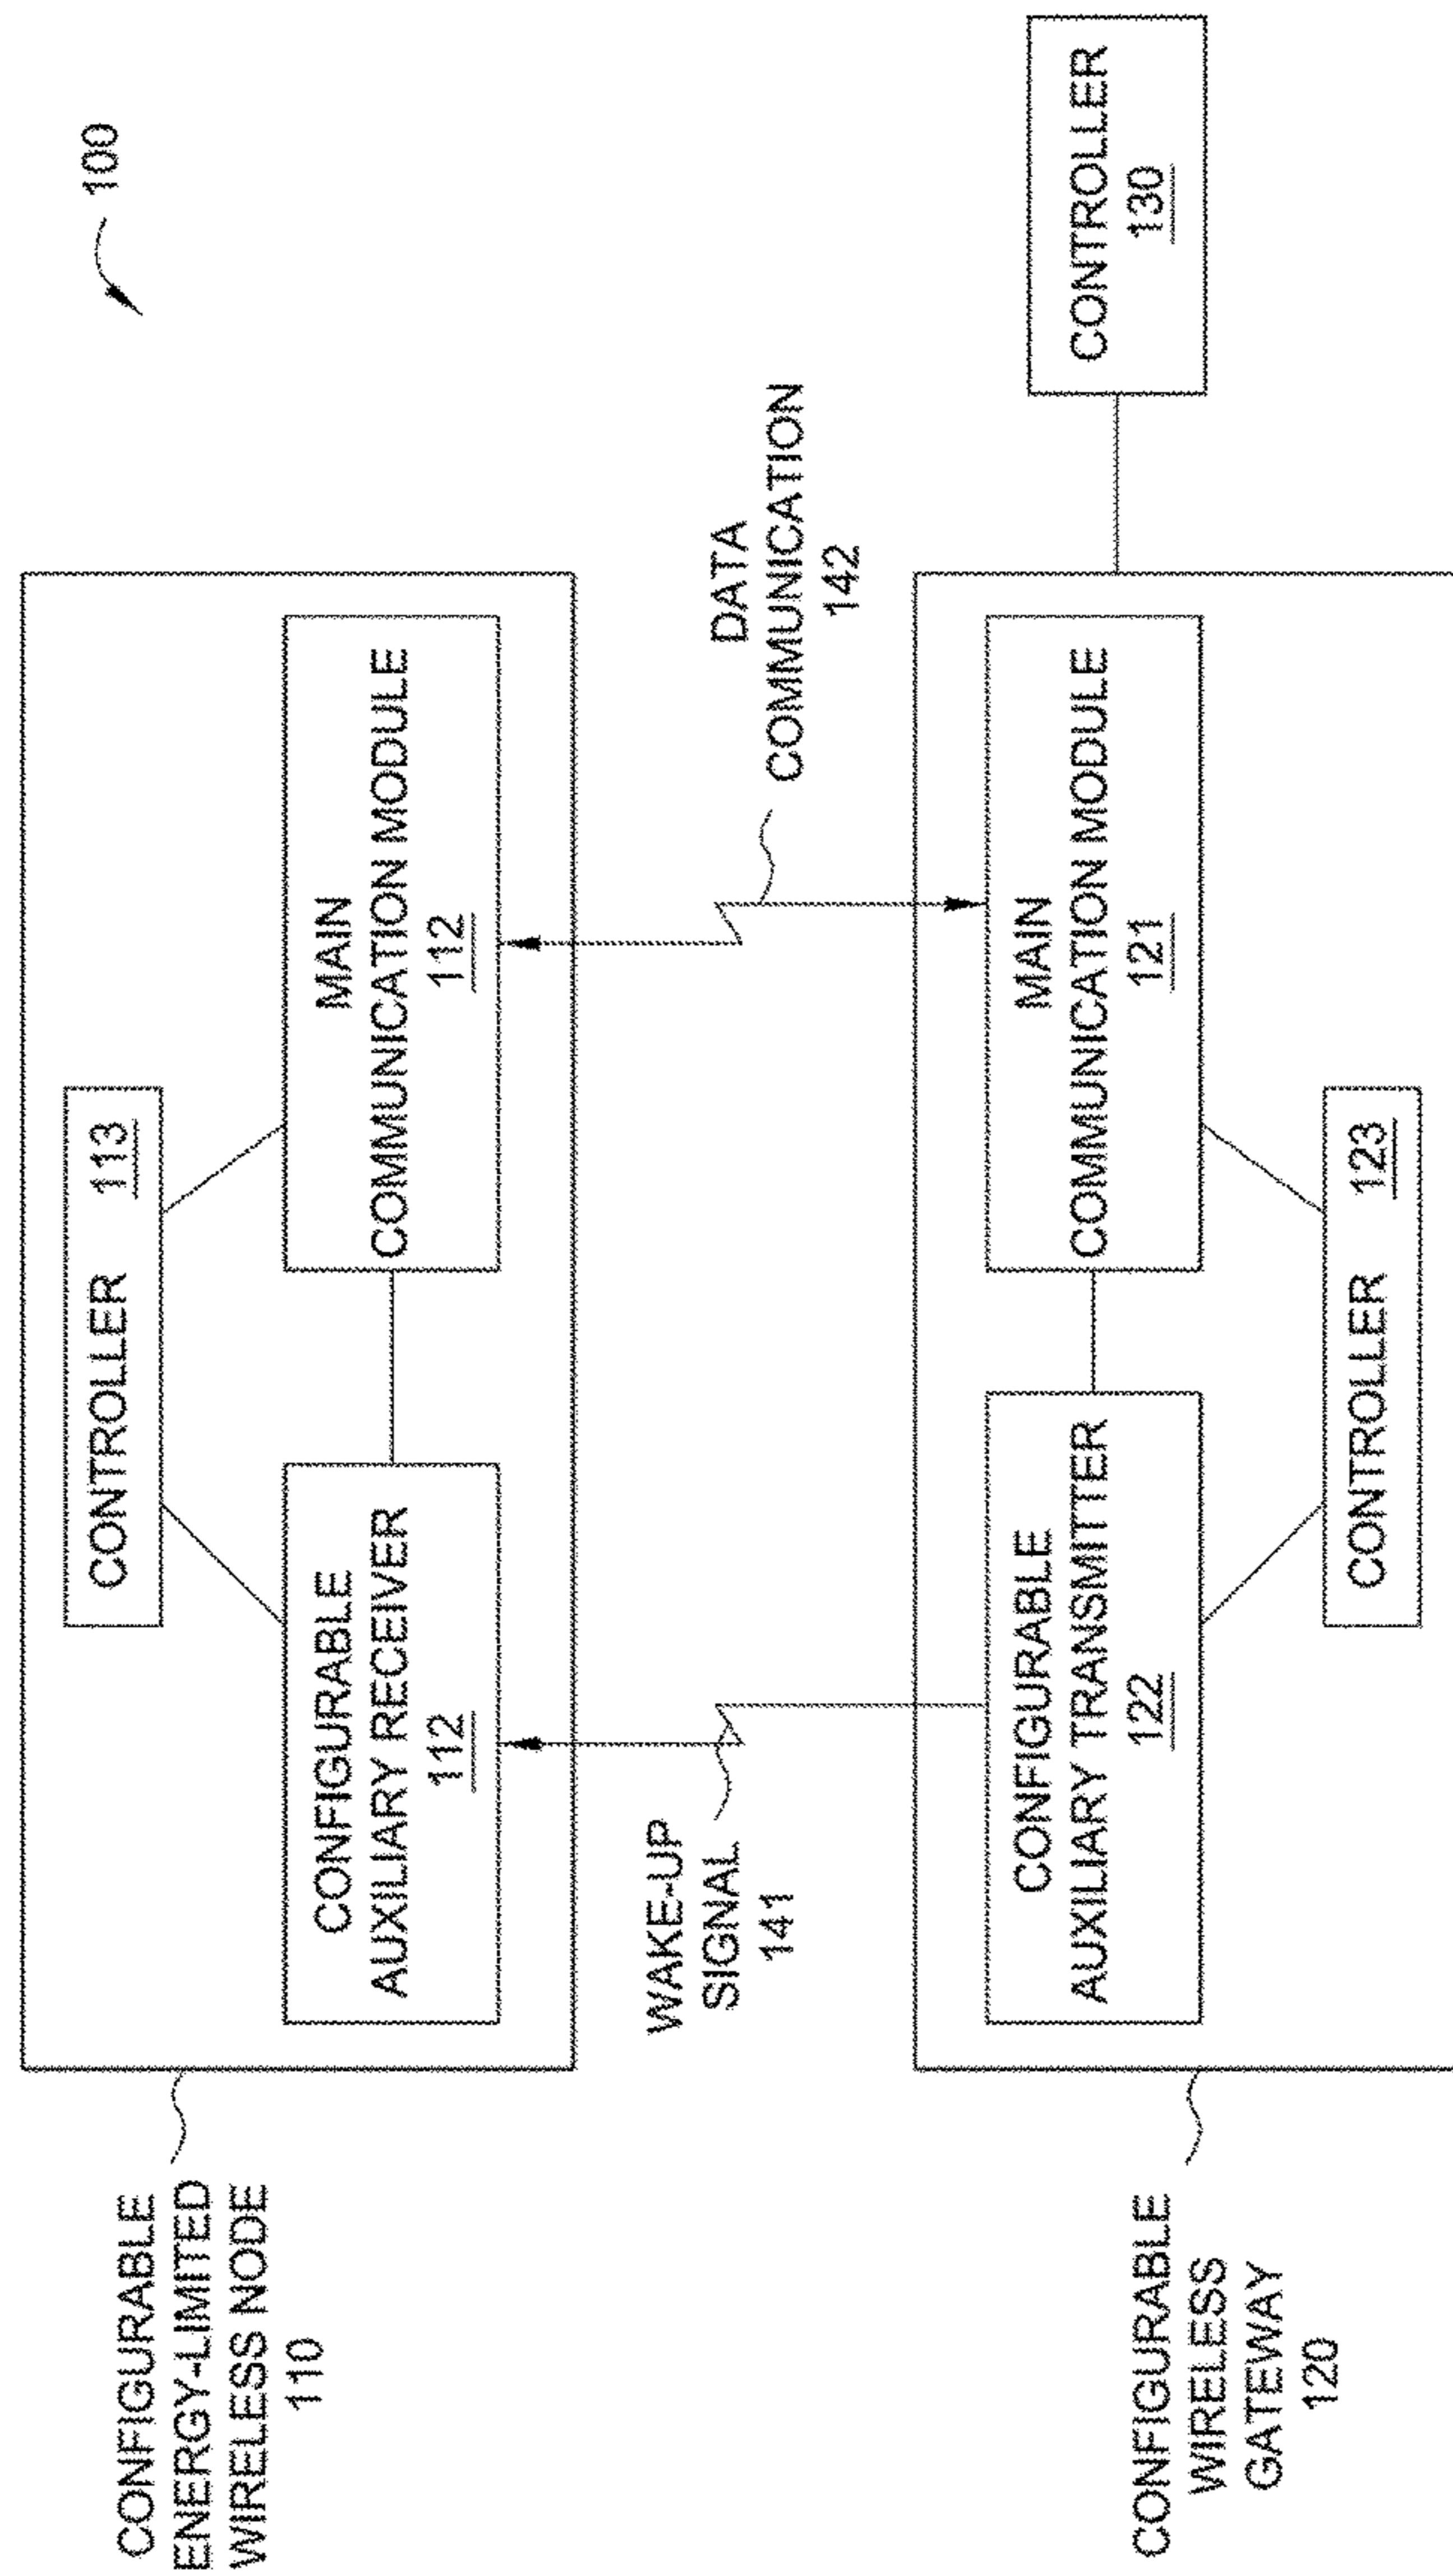 100
CONFIGURABLE
ENERGY-LIMITED
WIRELESS NODE
110
CONTROLLER 113
CONFIGURABLE
AUXILIARY RECEIVER
112
MAIN
COMMUNICATION MODULE
112
WAKE-UP
SIGNAL
141
DATA
COMMUNICATION
142
CONFIGURABLE
WIRELESS
GATEWAY
120
CONFIGURABLE
AUXILIARY TRANSMITTER
122
MAIN
COMMUNICATION MODULE
121
CONTROLLER 123
CONTROLLER
130